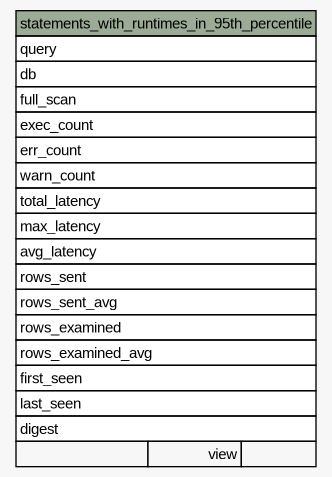 statements_with_runtimes_in_95th_percentile
query
db
full_scan
exec_count
err_count
warn_count
total_latency
max_latency
avg_latency
rows_sent
rows_sent_avg
rows_examined
rows_examined_avg
first_seen
last_seen
digest
view